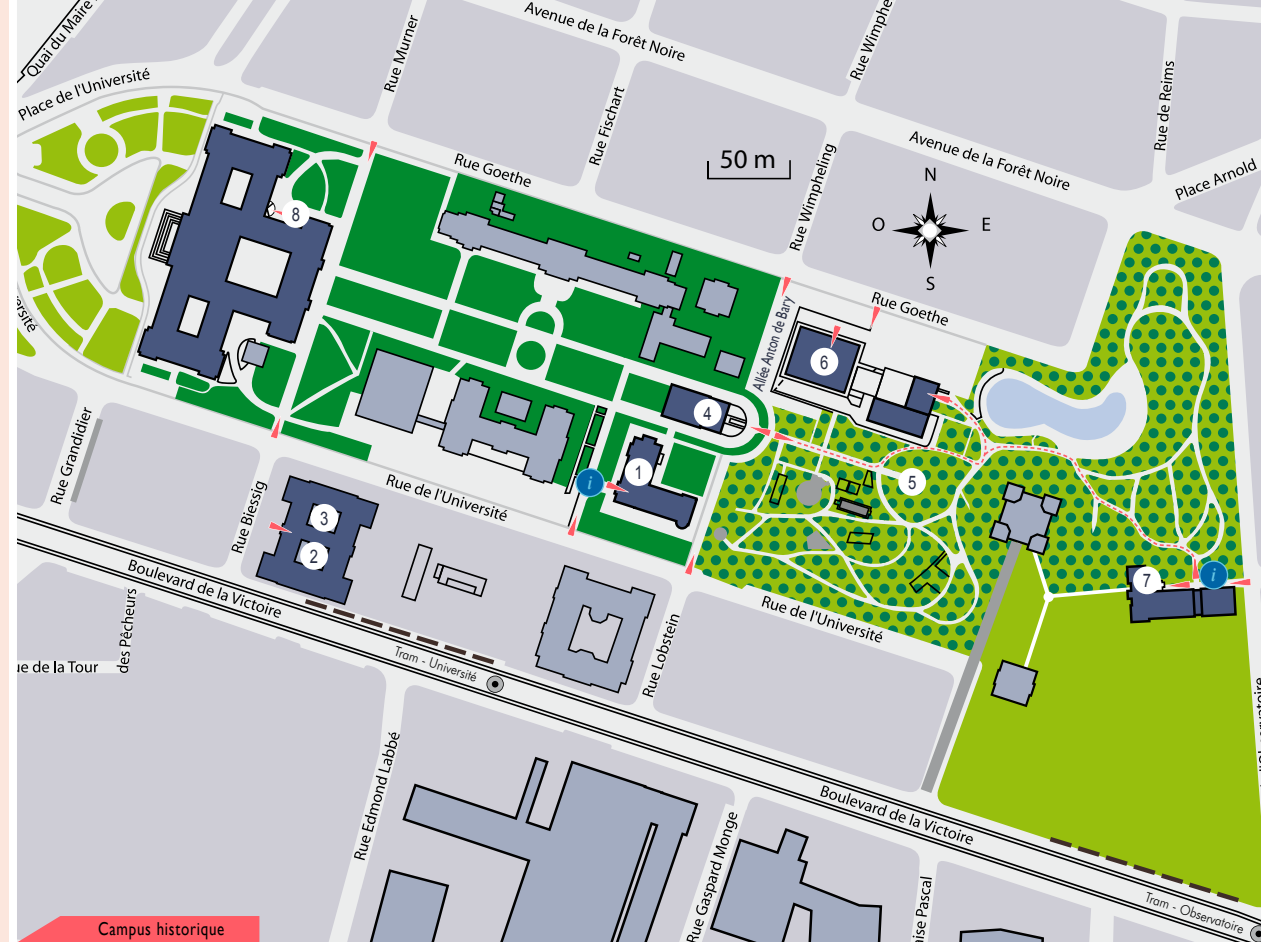 Quai du Maire
Place de l'Université
Rue Murner
Avenue de la Forêt Noire
Rue Wimphe
Rue Fischart
Rue Goethe
50 m
Rue Wimpheling
Avenue de la Forêt Noire
Rue de Reims
Place Arnold
N
O
E
S
Rue Goethe
Allée Anton de Bary
8
6
4
1
i
5
3
2
7
i
ersité
Rue Grandidier
Rue Biessig
Rue de l'Université
Rue de l'Université
Boulevard de la Victoire
des Pêcheurs
ue de la Tour
Tram - Université
Rue Lobstein
Rue Edmond Labbé
Rue Gaspard Monge
Boulevard de la Victoire
Tram - Observatoire
Campus historique